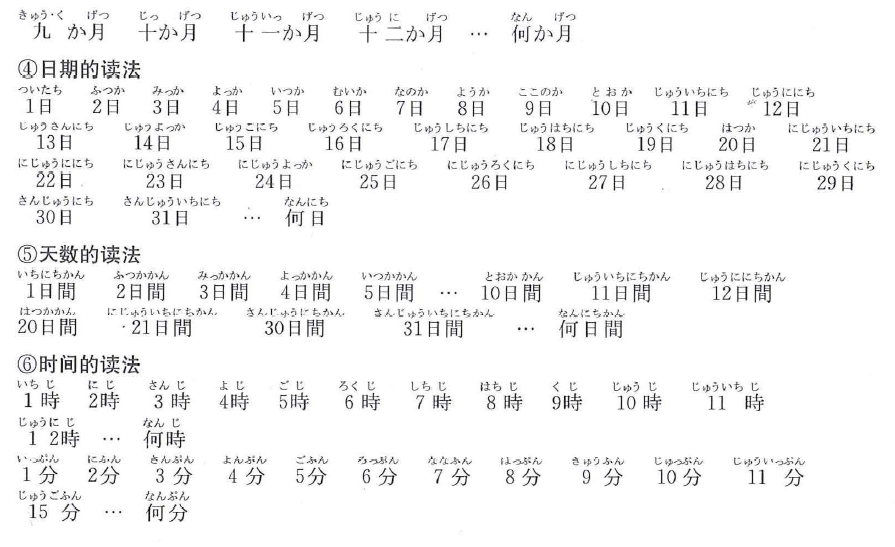 きゅう・く げつ じっ げつ じゅういっ げつ じゅう に げつ なん げつ
九 か月 十か月 十 一か月 十 二か月 … 何か月
④日期的读法
ついたち ふつか みっか よっか いつか むいか なのか ようか ここのか とおか じゅういちにち じゅうににち
1日 2日 3日 4日 5日 6日 7日 8日 9日 10日 11日 12日
じゅうさんにち じゅうよっか じゅうごにち じゅうろくにち じゅうしちにち じゅうはちにち じゅうくにち はつか にじゅういちにち
13日 14日 15日 16日 17日 18日 19日 20日 21日
にじゅうににち にじゅうさんにち にじゅうよっか にじゅうごにち にじゅうろくにち にじゅうしちにち にじゅうはちにち にじゅうくにち
22日 23日 24日 25日 26日 27日 28日 29日
さんじゅうにち さんじゅういちにち なんにち
30日 31日 … 何日
⑤天数的读法
いちにちかん ふつかかん みっかかん よっかかん いつかかん とおか かん じゅういちにちかん じゅうににちかん
1日間 2日間 3日間 4日間 5日間 … 10日間 11日間 12日間
はつかかん にじゅういちにちかん さんじゅうにちかん さんじゅういちにちかん なんにちかん
20日間 21日間 30日間 31日間 … 何日間
⑥时间的读法
いち じ に じ さん じ よ じ ご じ ろく じ しち じ はち じ く じ じゅう じ じゅういち じ
1時 2時 3時 4時 5時 6時 7時 8時 9時 10時 11 時
じゅうに じ なん じ
1 2時 … 何時
いっぷん にふん さんぷん よんぷん ごふん ろっぷん ななふん はっぷん きゅうふん じゅっぷん じゅういっぷん
1分 2分 3分 4分 5分 6分 7分 8分 9分 10分 11 分
じゅうごふん なんぷん
15 分 … 何分